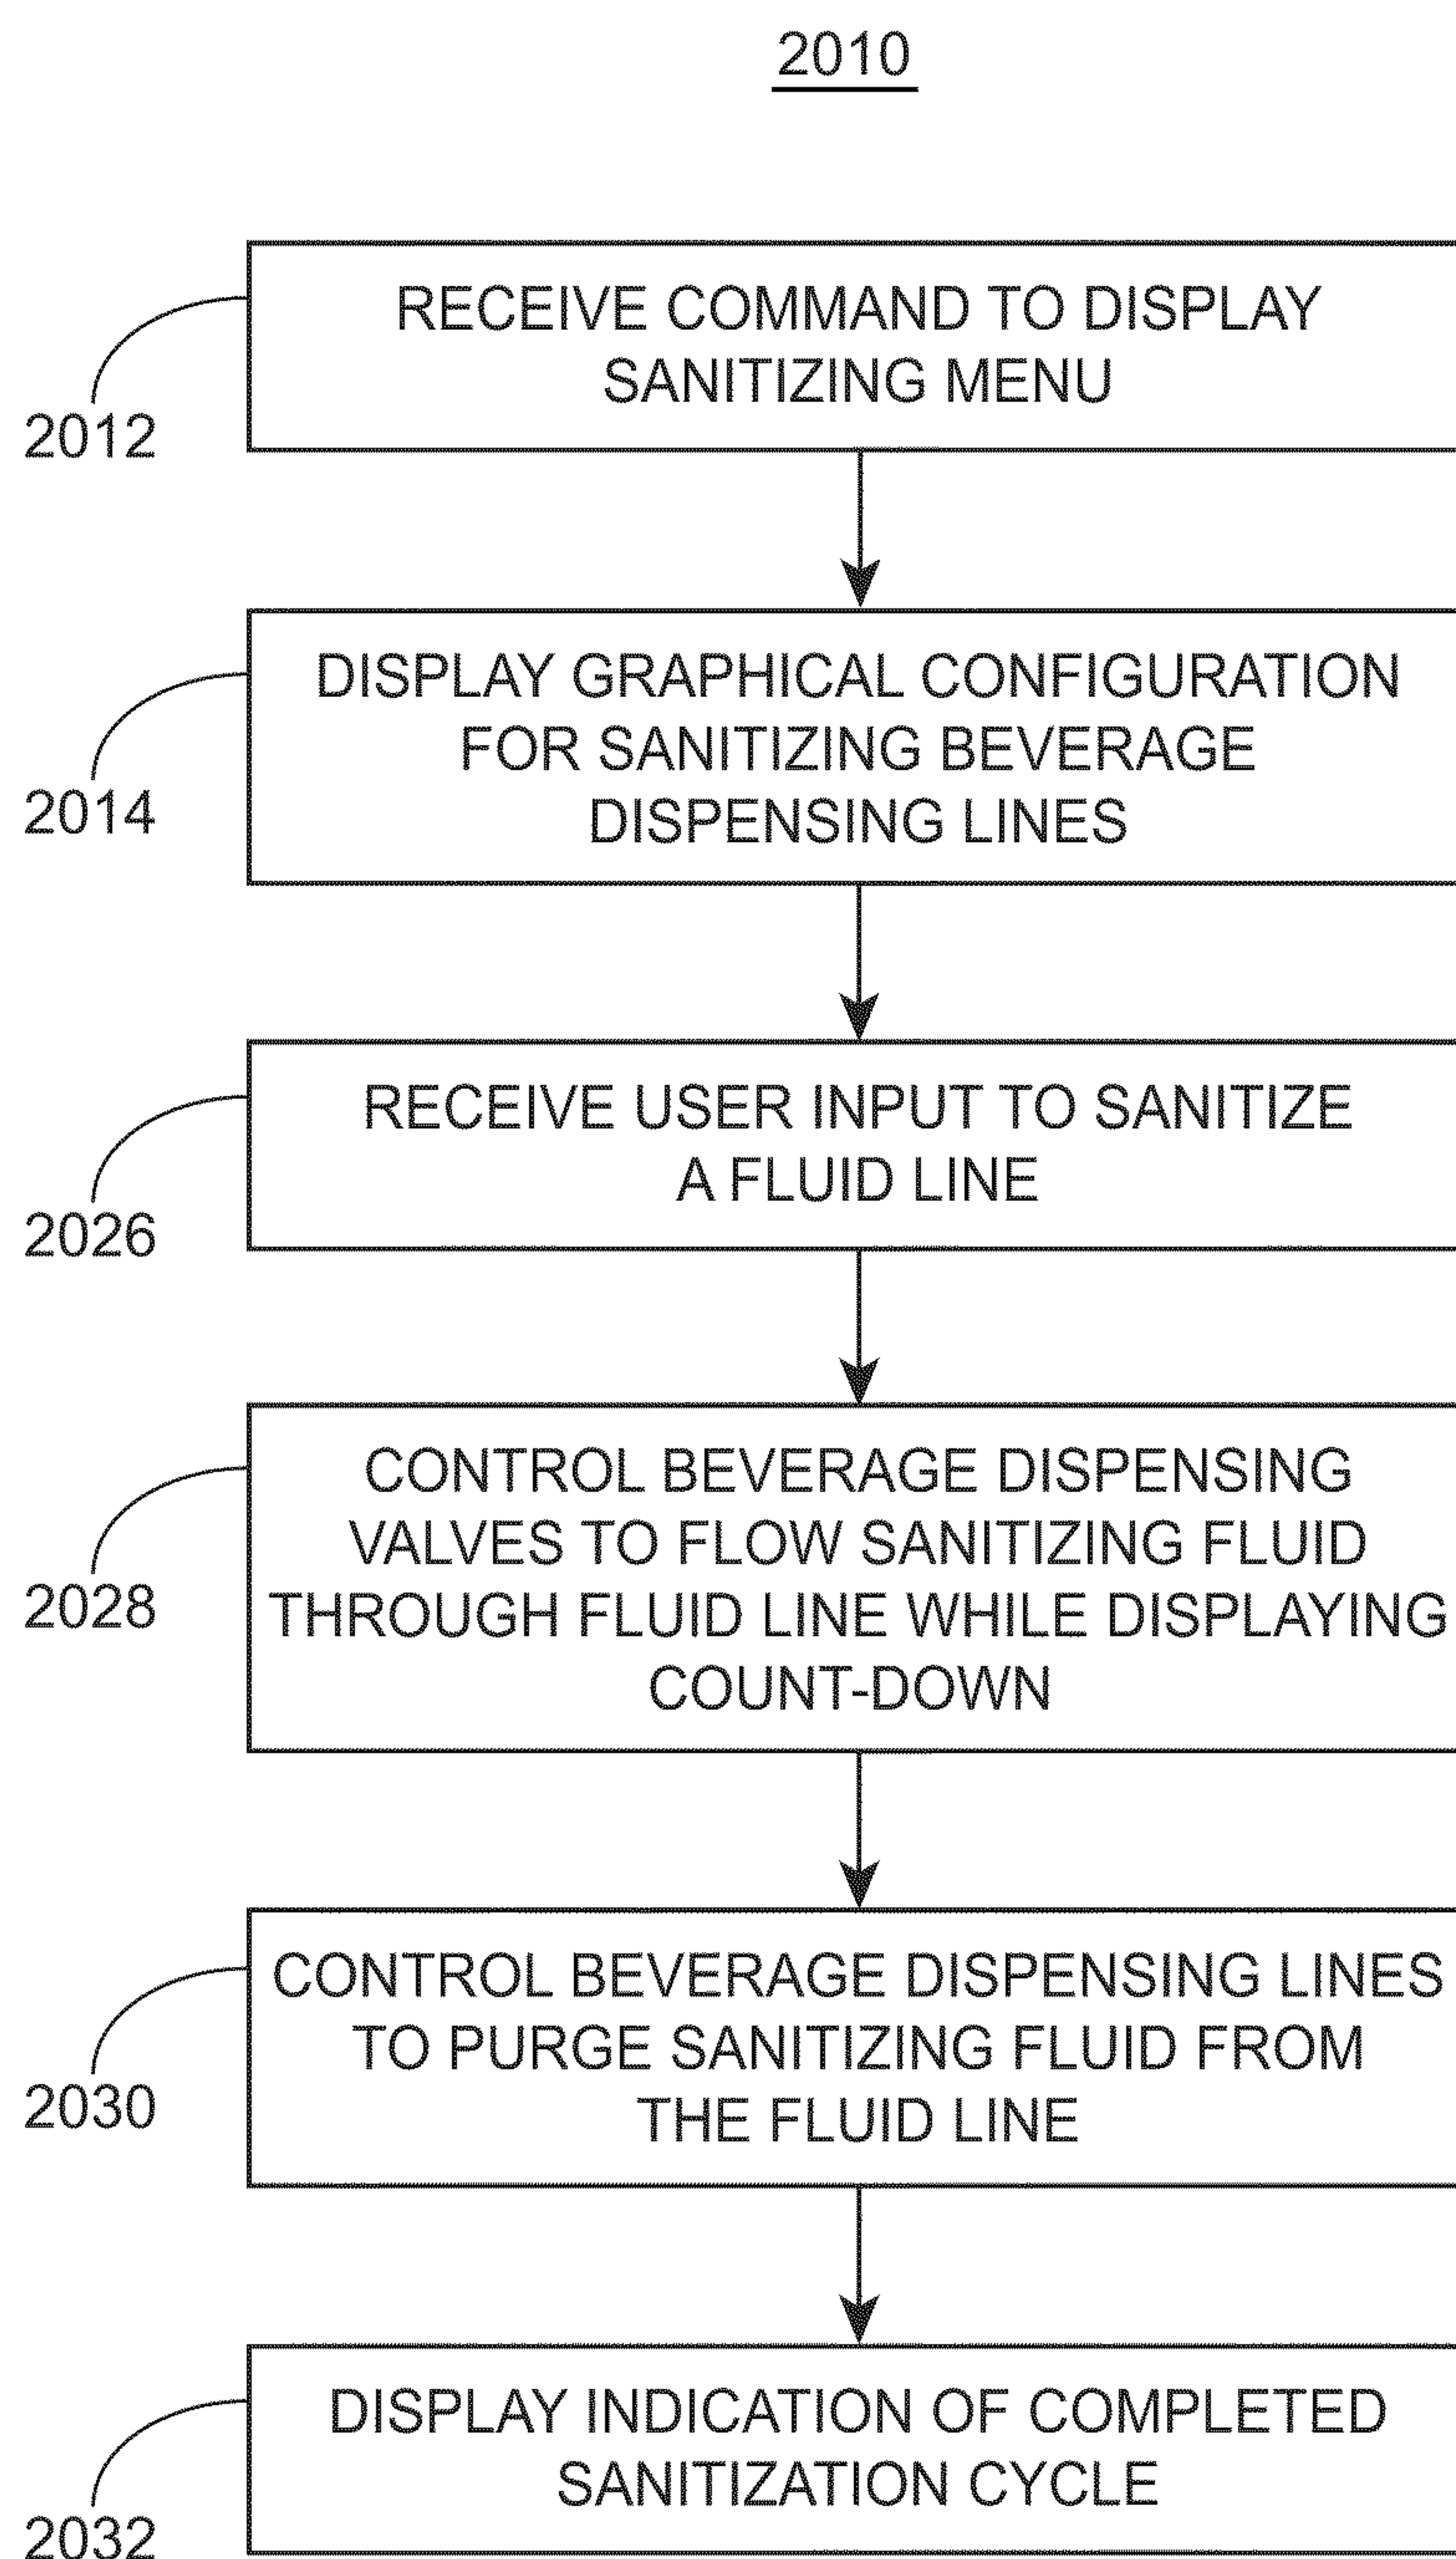 2010
RECEIVE COMMAND TO DISPLAY
SANITIZING MENU
2012
DISPLAY GRAPHICAL CONFIGURATION
FOR SANITIZING BEVERAGE
DISPENSING LINES
2014
RECEIVE USER INPUT TO SANITIZE
A FLUID LINE
2026
CONTROL BEVERAGE DISPENSING
VALVES TO FLOW SANITIZING FLUID
THROUGH FLUID LINE WHILE DISPLAYING
COUNT-DOWN
2028
CONTROL BEVERAGE DISPENSING LINES
TO PURGE SANITIZING FLUID FROM
THE FLUID LINE
2030
DISPLAY INDICATION OF COMPLETED
SANITIZATION CYCLE
2032